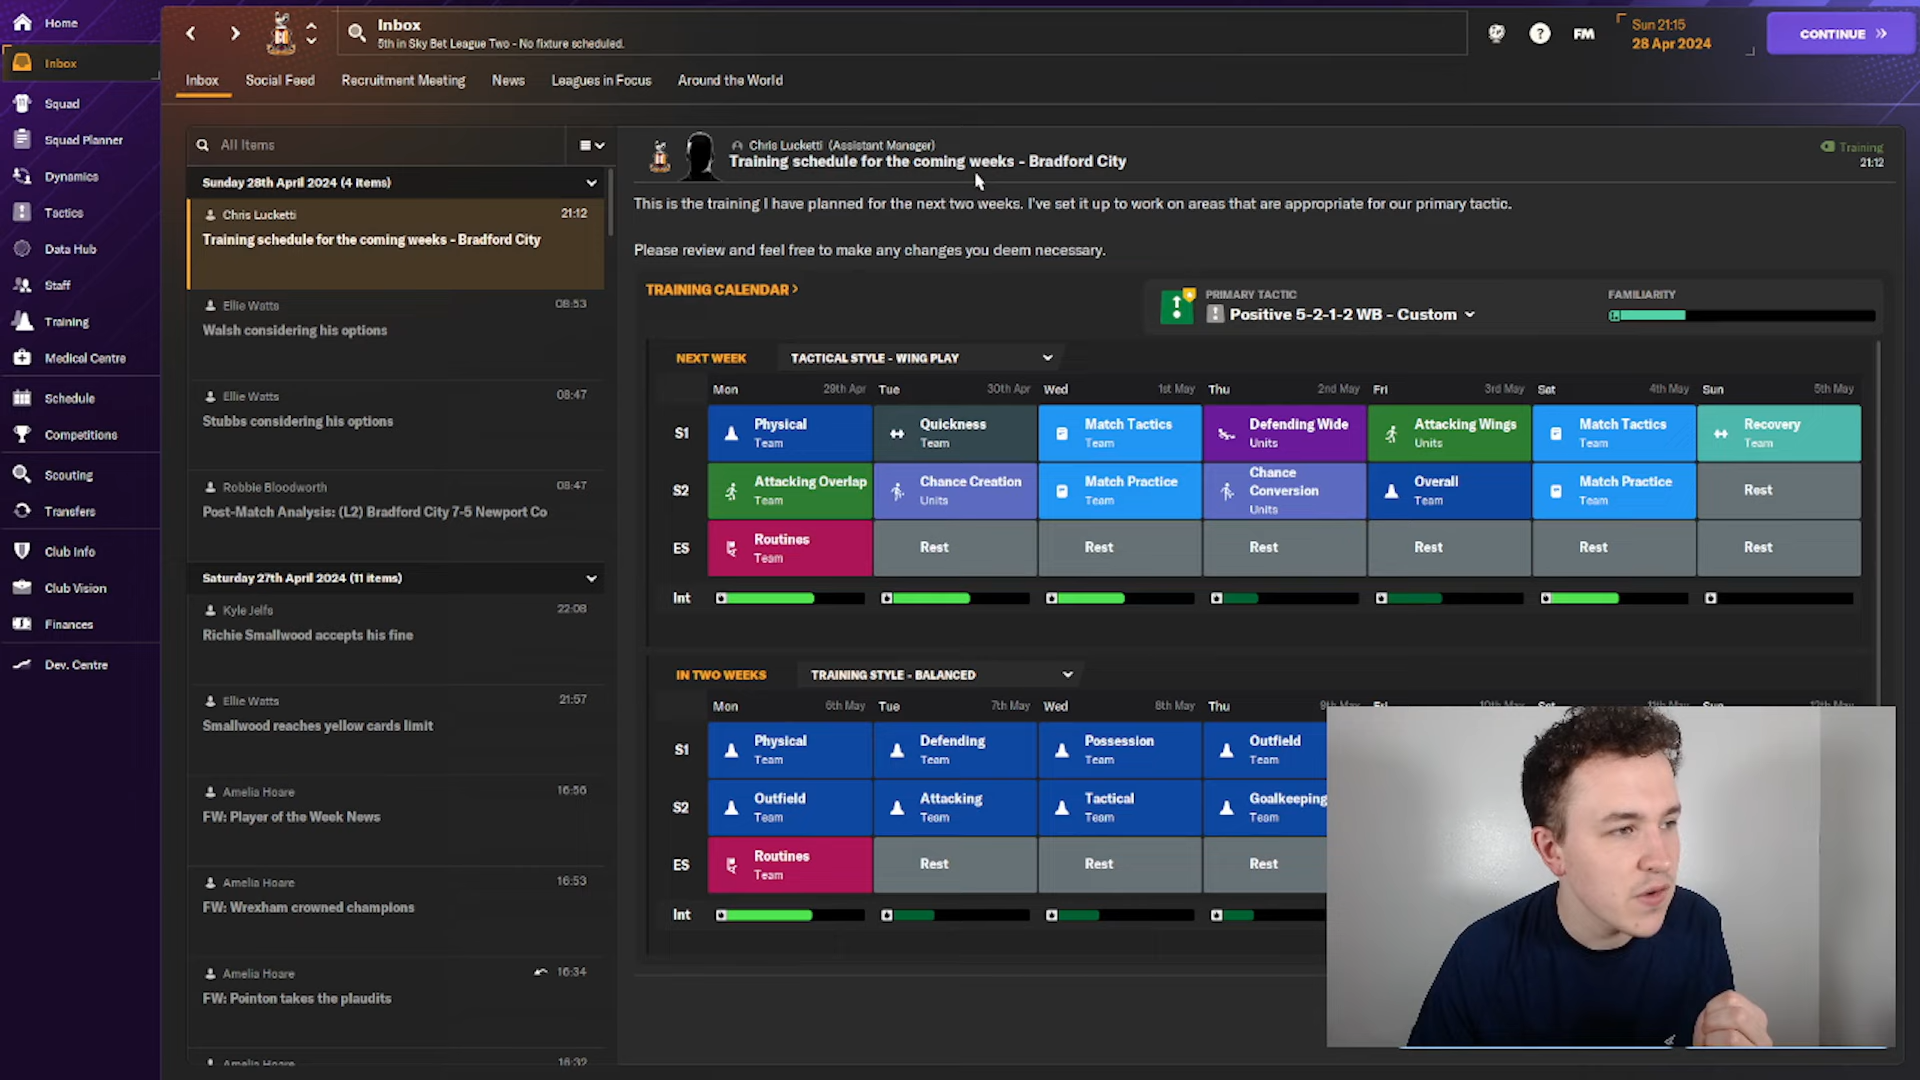 Home
Inbox
Squad
Squad Planner
Dynamics
Tactics
Data Hub
Staff
Training
Medical Centre
Schedule
Competitions
Scouting
Transfers
Club Info
Club Vision
Finances
Dev. Centre
Inbox
5th in Sky Bet League Two - No fixture scheduled.
?
FM
Sun 21:15
28 Apr 2024
CONTINUE
Inbox Social Feed Recruitment Meeting News Leagues in Focus Around the World
All Items
Sunday 28th April 2024 (4 Items)
Chris Lucketti 21:12
Training schedule for the coming weeks - Bradford City
Ellie Watts 08:53
Walsh considering his options
Ellie Watts 08:47
Stubbs considering his options
Robbie Bloodworth 08:47
Post-Match Analysis: (L2) Bradford City 7-5 Newport Co
Saturday 27th April 2024 (11 items)
Kyle Jelfs 22:08
Richie Smallwood accepts his fine
Ellie Watts 21:57
Smallwood reaches yellow cards limit
Amelia Hoare 16:56
FW: Player of the Week News
Amelia Hoare 16:53
FW: Wrexham crowned champions
Amelia Hoare 16:34
FW: Pointon takes the plaudits
Amelia Hoare 16:32
Chris Lucketti (Assistant Manager)
Training schedule for the coming weeks - Bradford City
Training
21:12
This is the training I have planned for the next two weeks. I've set it up to work on areas that are appropriate for our primary tactic.
Please review and feel free to make any changes you deem necessary.
TRAINING CALENDAR >
PRIMARY TACTIC
Positive 5-2-1-2 WB - Custom
FAMILIARITY
NEXT WEEK TACTICAL STYLE - WING PLAY
Mon 29th Apr Tue 30th Apr Wed 1st May Thu 2nd May Fri 3rd May Sat 4th May Sun 5th May
S1
Physical
Team
Quickness
Team
Match Tactics
Team
Defending Wide
Units
Attacking Wings
Units
Match Tactics
Team
Recovery
Team
S2
Attacking Overlap
Team
Chance Creation
Units
Match Practice
Team
Chance
Conversion
Units
Overall
Team
Match Practice
Team
Rest
ES
Routines
Team
Rest
Rest
Rest
Rest
Rest
Rest
Int
IN TWO WEEKS TRAINING STYLE - BALANCED
Mon 6th May Tue 7th May Wed 8th May Thu 9th May Fri 10th May Sat 11th May Sun 12th May
S1
Physical
Team
Defending
Team
Possession
Team
Outfield
Team
S2
Outfield
Team
Attacking
Team
Tactical
Team
Goalkeeping
Team
ES
Routines
Team
Rest
Rest
Rest
Int